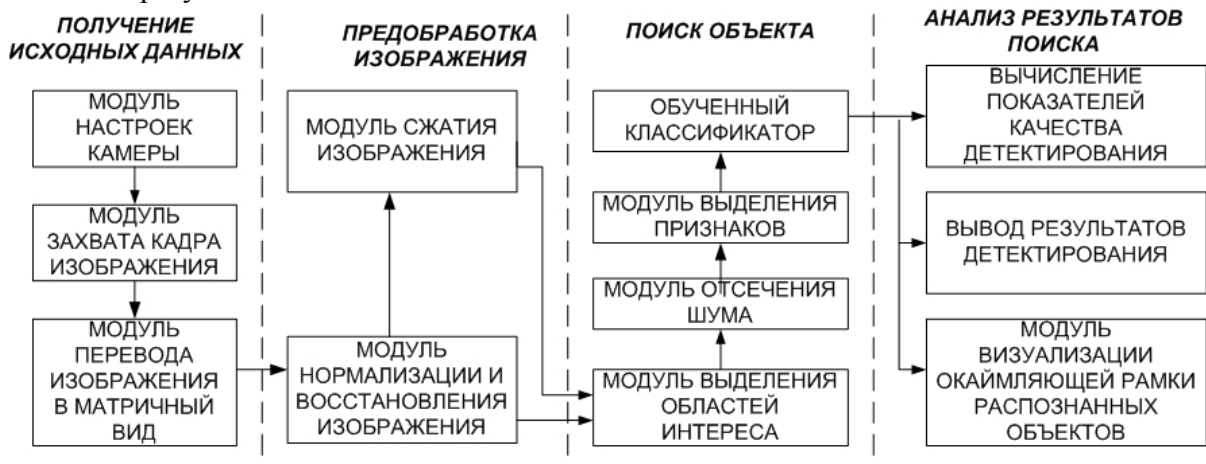 ПОЛУЧЕНИЕ
ИСХОДНЫХ ДАННЫХ
МОДУЛЬ
НАСТРОЕК
КАМЕРЫ
МОДУЛЬ
ЗАХВАТА КАДРА
ИЗОБРАЖЕНИЯ
МОДУЛЬ
ПЕРЕВОДА
ИЗОБРАЖЕНИЯ
В МАТРИЧНЫЙ
ВИД
ПРЕДОБРАБОТКА
ИЗОБРАЖЕНИЯ
МОДУЛЬ СЖАТИЯ
ИЗОБРАЖЕНИЯ
МОДУЛЬ
НОРМАЛИЗАЦИИ И
ВОССТАНОВЛЕНИЯ
ИЗОБРАЖЕНИЯ
ПОИСК ОБЪЕКТА
ОБУЧЕННЫЙ
КЛАССИФИКАТОР
МОДУЛЬ ВЫДЕЛЕНИЯ
ПРИЗНАКОВ
МОДУЛЬ ОТСЕЧЕНИЯ
ШУМА
МОДУЛЬ ВЫДЕЛЕНИЯ
ОБЛАСТЕЙ
ИНТЕРЕСА
АНАЛИЗ РЕЗУЛЬТАТОВ
ПОИСКА
ВЫЧИСЛЕНИЕ
ПОКАЗАТЕЛЕЙ
КАЧЕСТВА
ДЕТЕКТИРОВАНИЯ
ВЫВОД РЕЗУЛЬТАТОВ
ДЕТЕКТИРОВАНИЯ
МОДУЛЬ
ВИЗУАЛИЗАЦИИ
ОКАЙМЛЯЮЩЕЙ РАМКИ
РАСПОЗНАННЫХ
ОБЪЕКТОВ